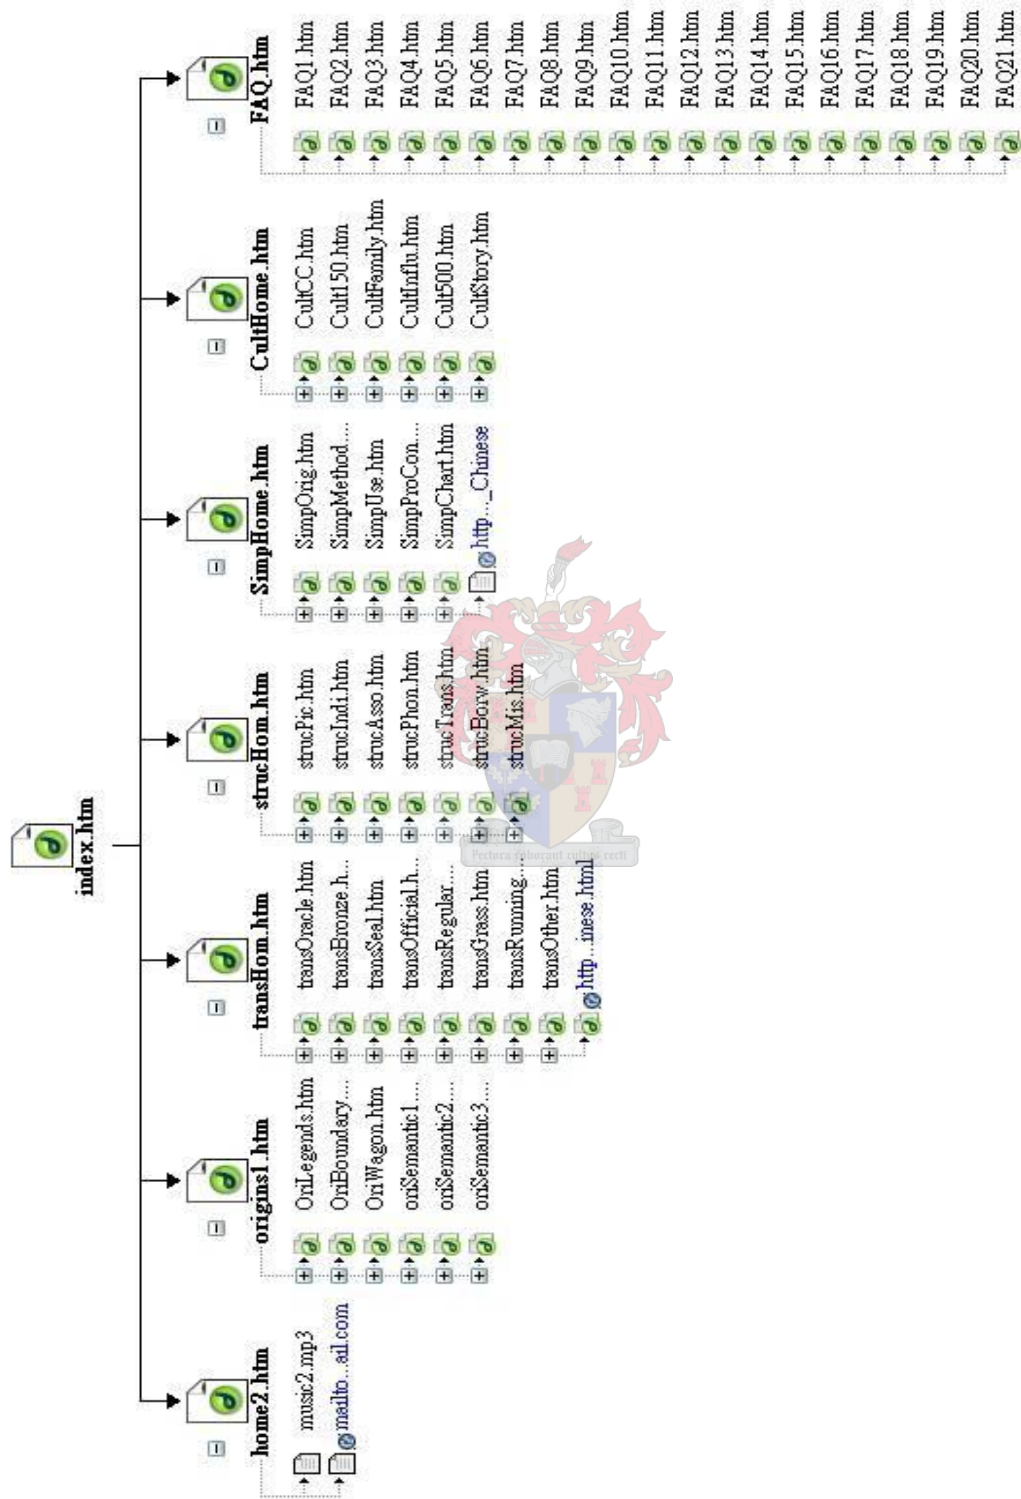 index.htm
home2.htm
music2.mp3
mailto...ail.com
origins1.htm
OriLegends.htm
OriBoundary....
OriWagon.htm
oriSemantic1....
oriSemantic2....
oriSemantic3....
transHom.htm
transOracle.htm
transBronze.h...
transSeal.htm
transOfficial.h...
transRegular....
transGrass.htm
transRunning....
transOther.htm
http...inese.html
strucHom.htm
strucPic.htm
strucIndi.htm
strucAsso.htm
strucPhon.htm
strucTrans.htm
strucBorw.htm
strucMis.htm
SimpHome.htm
SimpOrig.htm
SimpMethod....
SimpUse.htm
SimpProCon....
SimpChart.htm
http..._Chinese
CultHome.htm
CultCC.htm
Cult150.htm
CultFamily.htm
CultInflu.htm
Cult500.htm
CultStory.htm
FAQ.htm
FAQ1.htm
FAQ2.htm
FAQ3.htm
FAQ4.htm
FAQ5.htm
FAQ6.htm
FAQ7.htm
FAQ8.htm
FAQ9.htm
FAQ10.htm
FAQ11.htm
FAQ12.htm
FAQ13.htm
FAQ14.htm
FAQ15.htm
FAQ16.htm
FAQ17.htm
FAQ18.htm
FAQ19.htm
FAQ20.htm
FAQ21.htm
Pectora roborant cultus recti